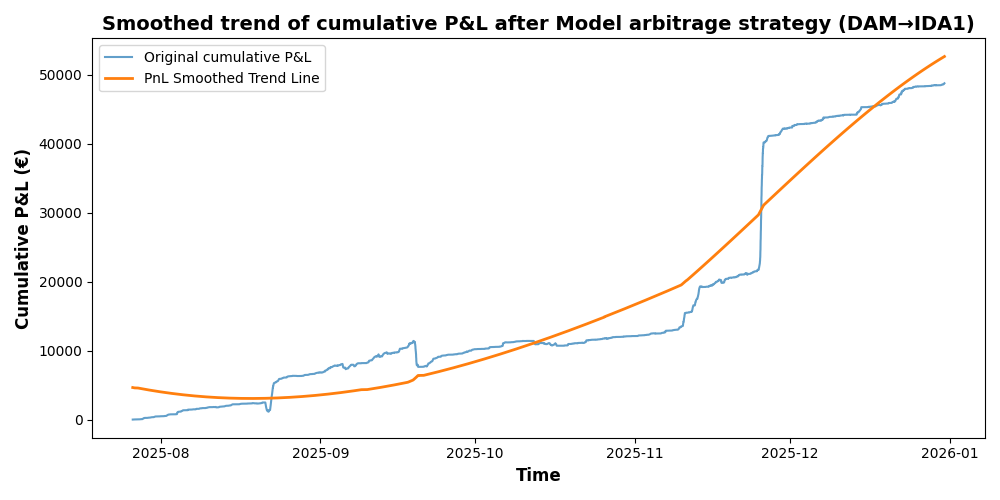 Smoothed trend of cumulative P&L after Model arbitrage strategy (DAM→IDA1)
Original cumulative P&L
PnL Smoothed Trend Line
Cumulative P&L (€)
50000
40000
30000
20000
10000
0
2025-08
2025-09
2025-10
2025-11
2025-12
2026-01
Time